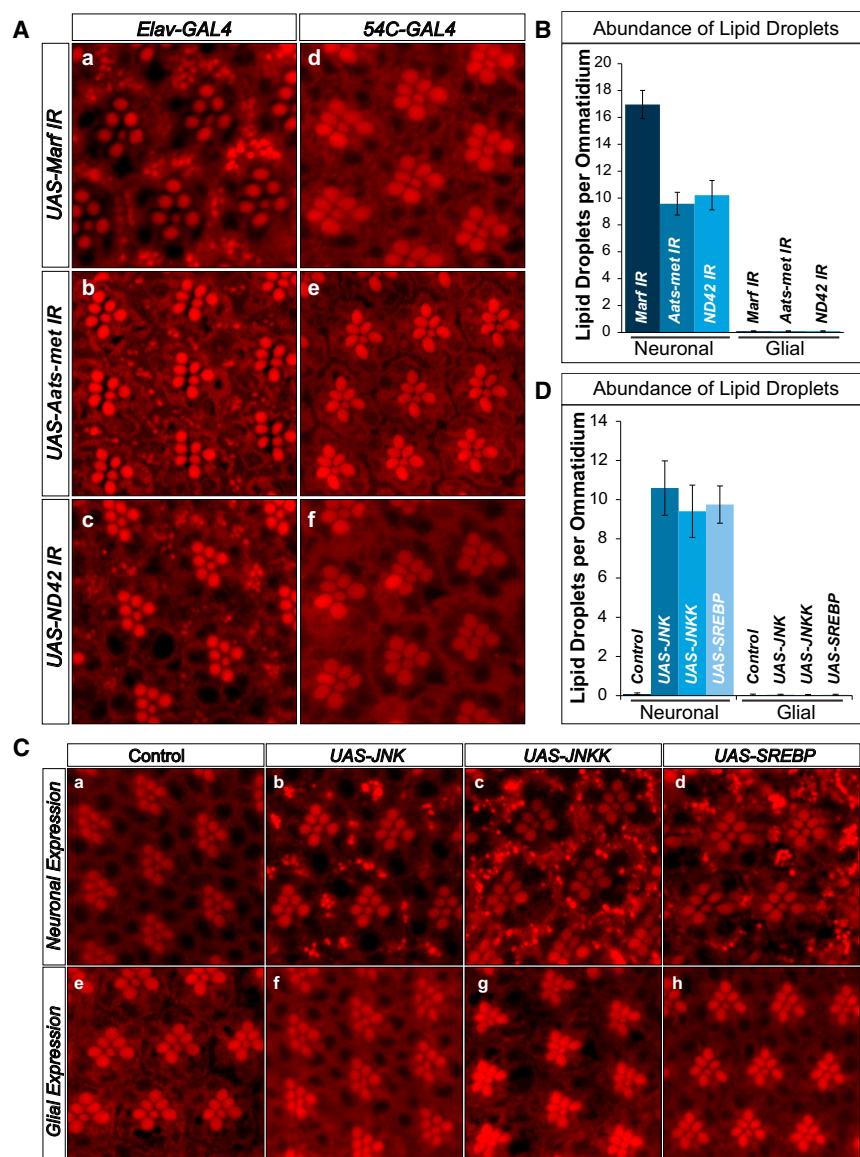 A
Elav-GAL4
54C-GAL4
UAS-Marf IR
a
d
UAS-Aats-met IR
b
e
UAS-ND42 IR
c
f
B
Abundance of Lipid Droplets
Lipid Droplets per Ommatidium
20
18
16
14
12
10
8
6
4
2
0
Marf IR
Aats-met IR
ND42 IR
Marf IR
Aats-met IR
ND42 IR
Neuronal
Glial
D
Abundance of Lipid Droplets
Lipid Droplets per Ommatidium
14
12
10
8
6
4
2
0
Control
UAS-JNK
UAS-JNKK
UAS-SREBP
Control
UAS-JNK
UAS-JNKK
UAS-SREBP
Neuronal
Glial
C
Control
UAS-JNK
UAS-JNKK
UAS-SREBP
Neuronal Expression
a
b
c
d
Glial Expression
e
f
g
h